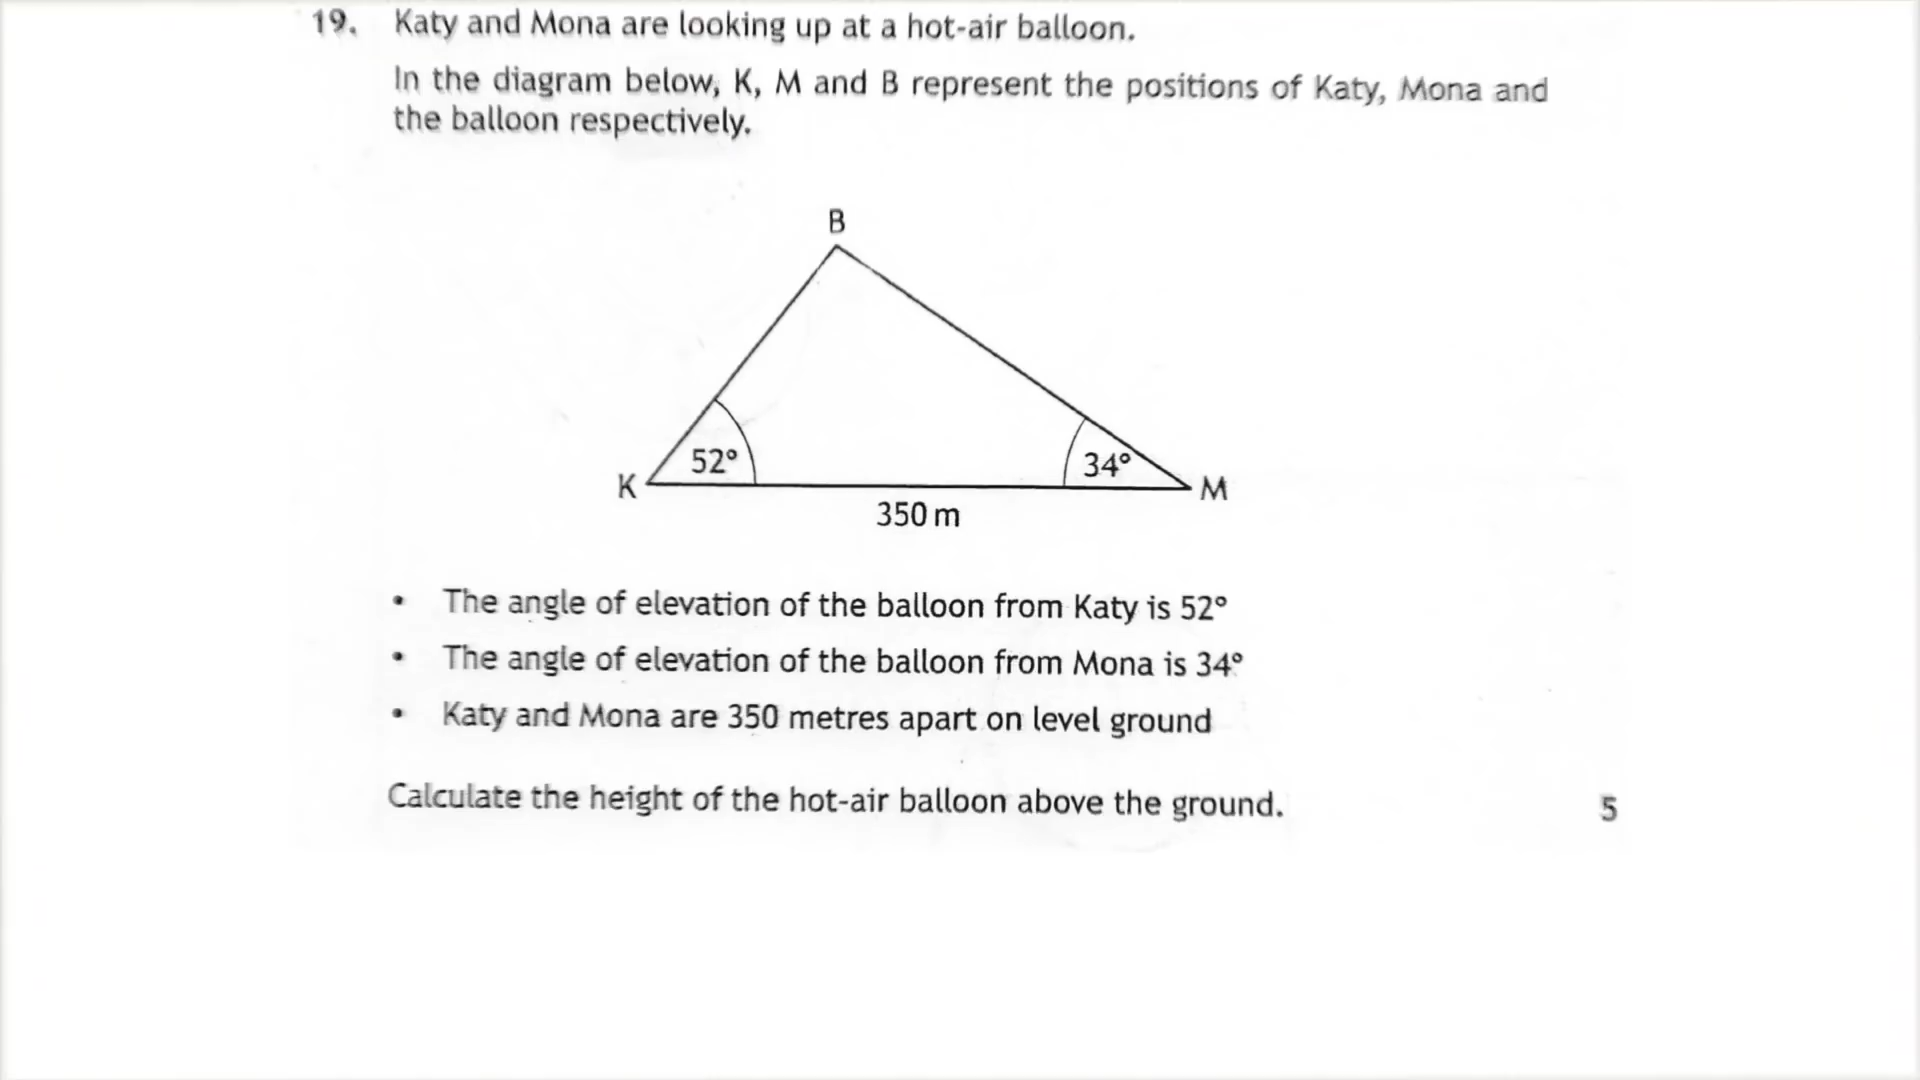 19. Katy and Mona are looking up at a hot-air balloon.
In the diagram below, K, M and B represent the positions of Katy, Mona and
the balloon respectively.
B
52°
34°
K
M
350 m
• The angle of elevation of the balloon from Katy is 52°
• The angle of elevation of the balloon from Mona is 34°
• Katy and Mona are 350 metres apart on level ground
Calculate the height of the hot-air balloon above the ground. 5